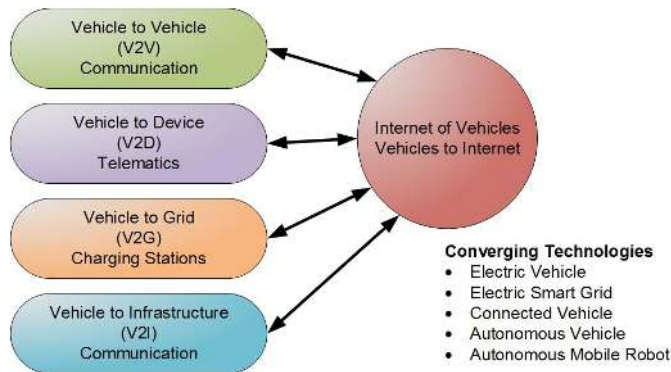 Vehicle to Vehicle
(V2V)
Communication
Vehicle to Device
(V2D)
Telematics
Vehicle to Grid
(V2G)
Charging Stations
Vehicle to Infrastructure
(V2I)
Communication
Internet of Vehicles
Vehicles to Internet
Converging Technologies
• Electric Vehicle
• Electric Smart Grid
• Connected Vehicle
• Autonomous Vehicle
• Autonomous Mobile Robot